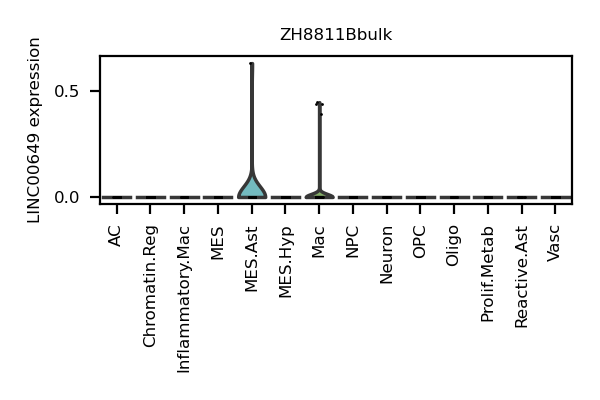 ZH8811Bbulk
LINC00649 expression
0.5
0.0
AC
Chromatin.Reg
Inflammatory.Mac
MES
MES.Ast
MES.Hyp
Mac
NPC
Neuron
OPC
Oligo
Prolif.Metab
Reactive.Ast
Vasc